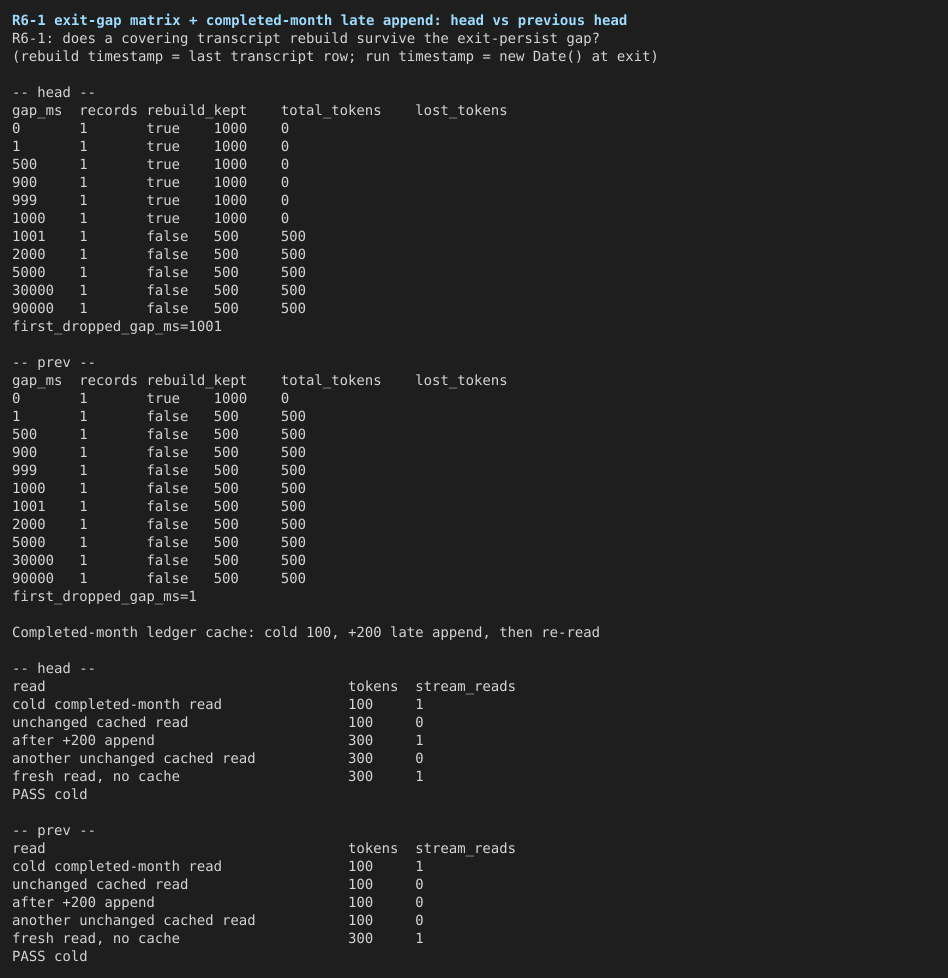 R6-1 exit-gap matrix + completed-month late append: head vs previous head
R6-1: does a covering transcript rebuild survive the exit-persist gap?
(rebuild timestamp = last transcript row; run timestamp = new Date() at exit)
-- head --
gap_ms records rebuild_kept total_tokens lost_tokens
0 1 true 1000 0
1 1 true 1000 0
500 1 true 1000 0
900 1 true 1000 0
999 1 true 1000 0
1000 1 true 1000 0
1001 1 false 500 500
2000 1 false 500 500
5000 1 false 500 500
30000 1 false 500 500
90000 1 false 500 500
first_dropped_gap_ms=1001
-- prev --
gap_ms records rebuild_kept total_tokens lost_tokens
0 1 true 1000 0
1 1 false 500 500
500 1 false 500 500
900 1 false 500 500
999 1 false 500 500
1000 1 false 500 500
1001 1 false 500 500
2000 1 false 500 500
5000 1 false 500 500
30000 1 false 500 500
90000 1 false 500 500
first_dropped_gap_ms=1
Completed-month ledger cache: cold 100, +200 late append, then re-read
-- head --
read tokens stream_reads
cold completed-month read 100 1
unchanged cached read 100 0
after +200 append 300 1
another unchanged cached read 300 0
fresh read, no cache 300 1
PASS cold
-- prev --
read tokens stream_reads
cold completed-month read 100 1
unchanged cached read 100 0
after +200 append 100 0
another unchanged cached read 100 0
fresh read, no cache 300 1
PASS cold